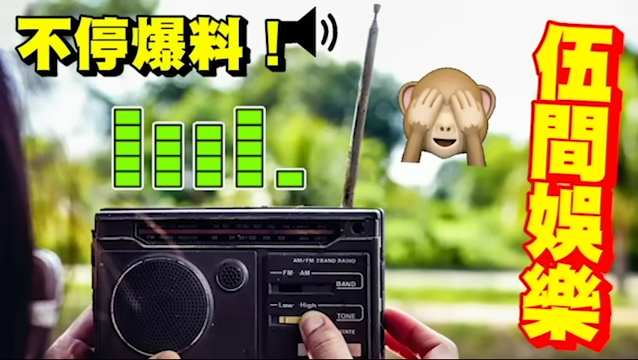 不停爆料！
伍間娛樂
AM/FM 2 BAND RADIO
FM AM
BAND
Low High
TONE
STATE